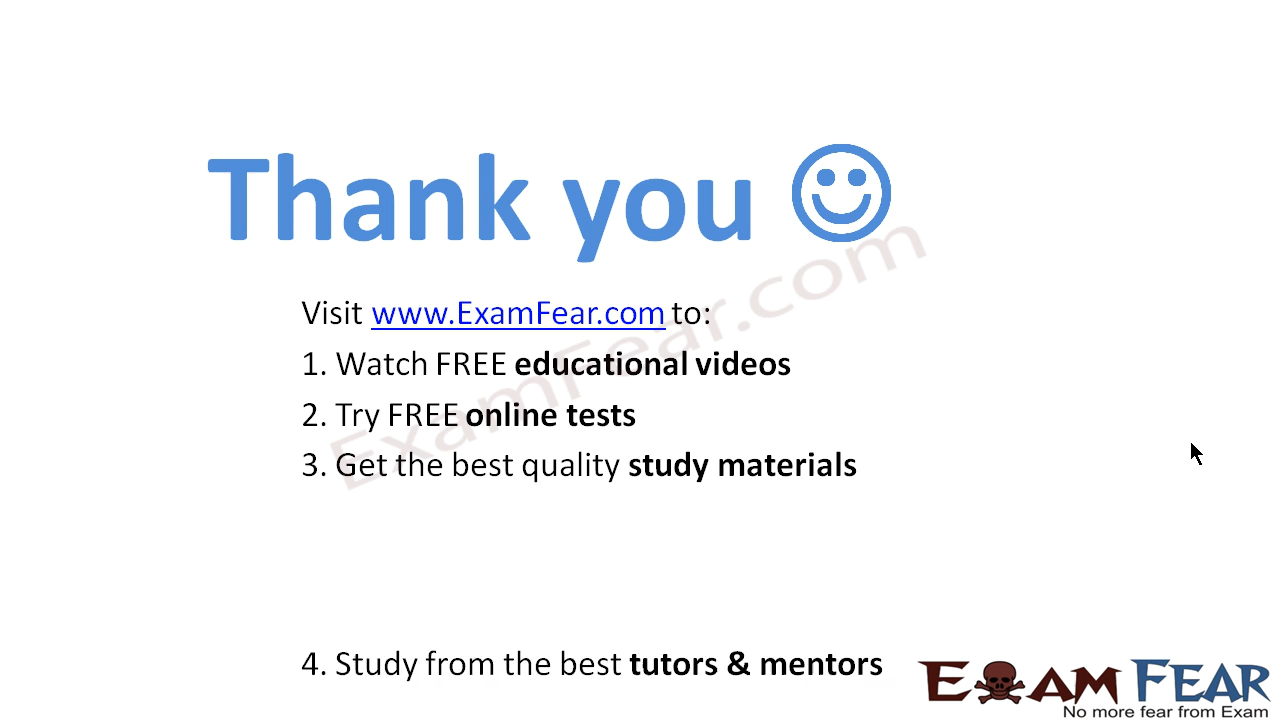 Thank you ☺
Visit www.ExamFear.com to:
1. Watch FREE educational videos
2. Try FREE online tests
3. Get the best quality study materials
4. Study from the best tutors & mentors
ExamFear.com
EXAM FEAR
No more fear from Exam